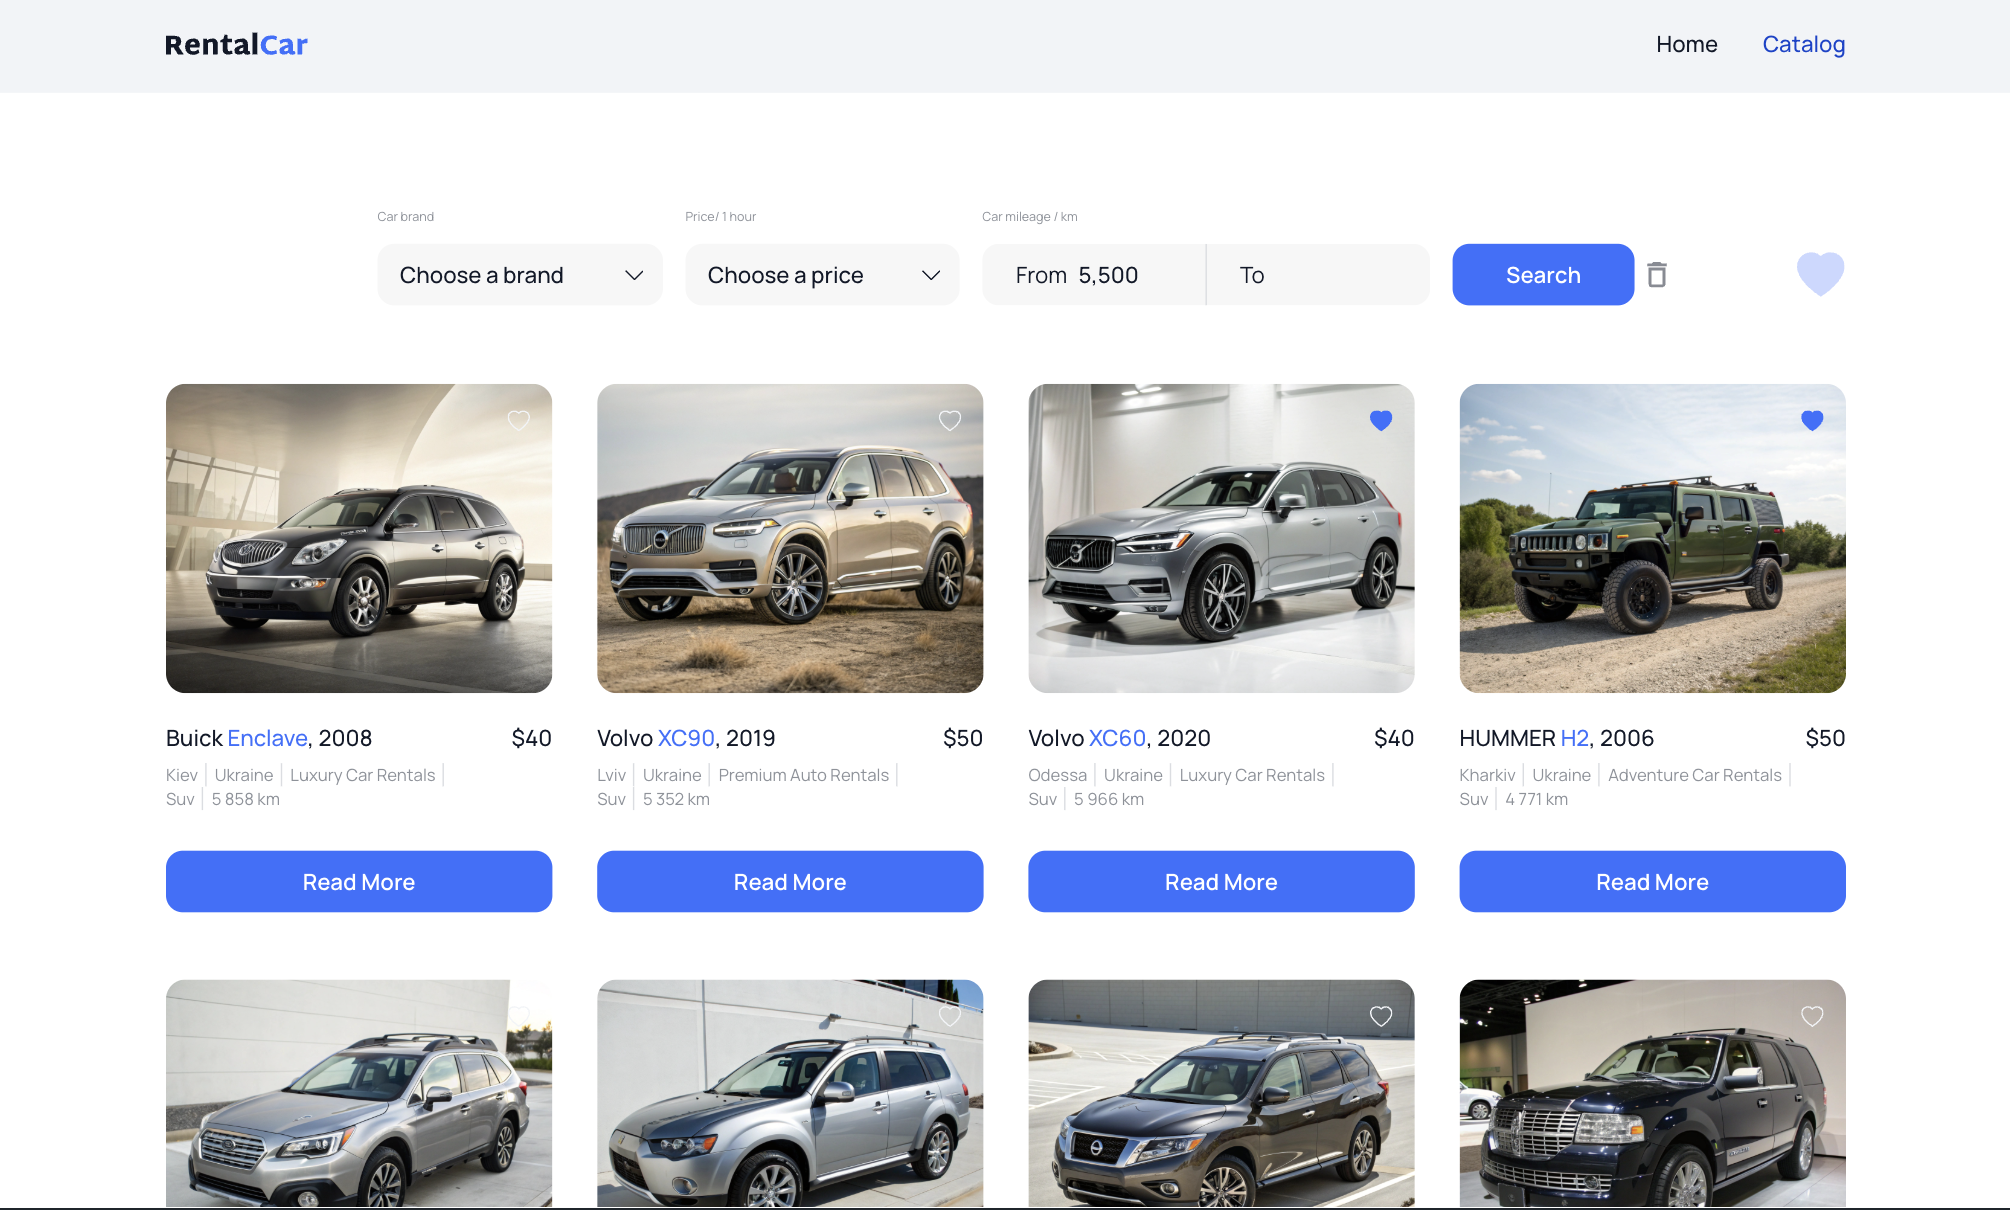 RentalCar
Home Catalog
Car brand Price/ 1 hour Car mileage / km
Choose a brand Choose a price From 5,500 To Search
Buick Enclave, 2008 $40
Kiev | Ukraine | Luxury Car Rentals |
Suv | 5 858 km
Read More
Volvo XC90, 2019 $50
Lviv | Ukraine | Premium Auto Rentals |
Suv | 5 352 km
Read More
Volvo XC60, 2020 $40
Odessa | Ukraine | Luxury Car Rentals |
Suv | 5 966 km
Read More
HUMMER H2, 2006 $50
Kharkiv | Ukraine | Adventure Car Rentals |
Suv | 4 771 km
Read More